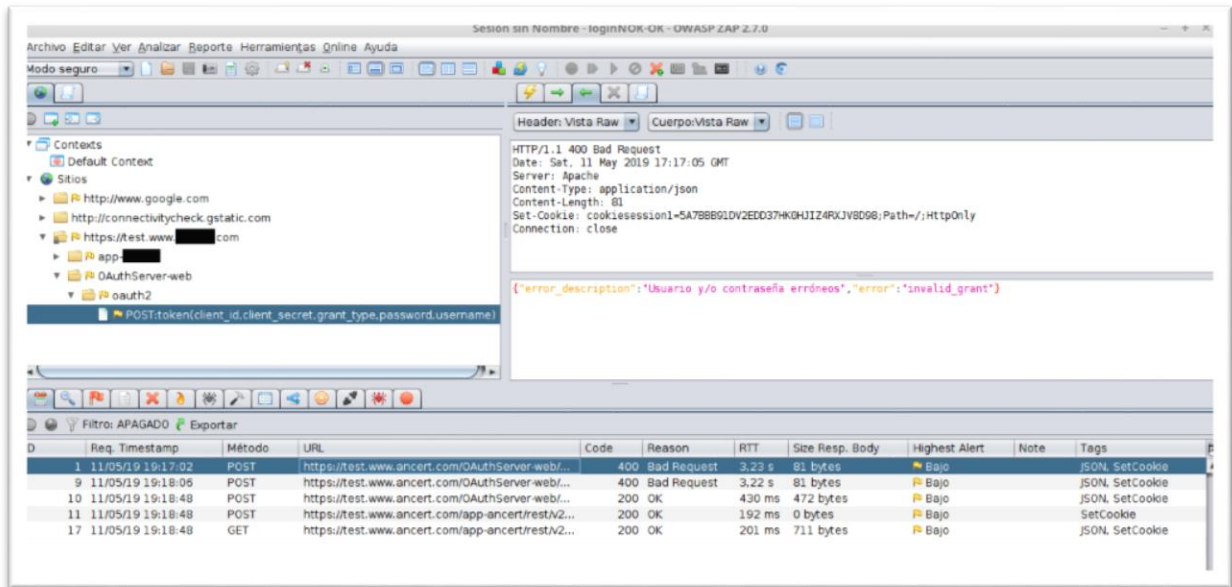 Sesión sin Nombre - loginNOK-OK - OWASP ZAP 2.7.0
Archivo Editar Ver Analizar Reporte Herramientas Online Ayuda
Modo seguro
Header: Vista Raw Cuerpo:Vista Raw
Contexts
Default Context
Sitios
http://www.google.com
http://connectivitycheck.gstatic.com
https://test.www. com
app-
OAuthServer-web
oauth2
POST:token(client_id,client_secret,grant_type,password,username)
HTTP/1.1 400 Bad Request
Date: Sat, 11 May 2019 17:17:05 GMT
Server: Apache
Content-Type: application/json
Content-Length: 81
Set-Cookie: cookiesession1=5A7BBB91DV2EDD37HK0HJIZ4RXJV8D98;Path=/;HttpOnly
Connection: close
{"error_description":"Usuario y/o contraseña erróneos","error":"invalid_grant"}
Filtro: APAGADO Exportar
Req. Timestamp Método URL Code Reason RTT Size Resp. Body Highest Alert Note Tags
1 11/05/19 19:17:02 POST https://test.www.ancert.com/OAuthServer-web/... 400 Bad Request 3,23 s 81 bytes Bajo JSON, SetCookie
9 11/05/19 19:18:06 POST https://test.www.ancert.com/OAuthServer-web/... 400 Bad Request 3,22 s 81 bytes Bajo JSON, SetCookie
10 11/05/19 19:18:48 POST https://test.www.ancert.com/OAuthServer-web/... 200 OK 430 ms 472 bytes Bajo JSON, SetCookie
11 11/05/19 19:18:48 POST https://test.www.ancert.com/app-ancert/rest/v2... 200 OK 192 ms 0 bytes Bajo SetCookie
17 11/05/19 19:18:48 GET https://test.www.ancert.com/app-ancert/rest/v2... 200 OK 201 ms 711 bytes Bajo JSON, SetCookie